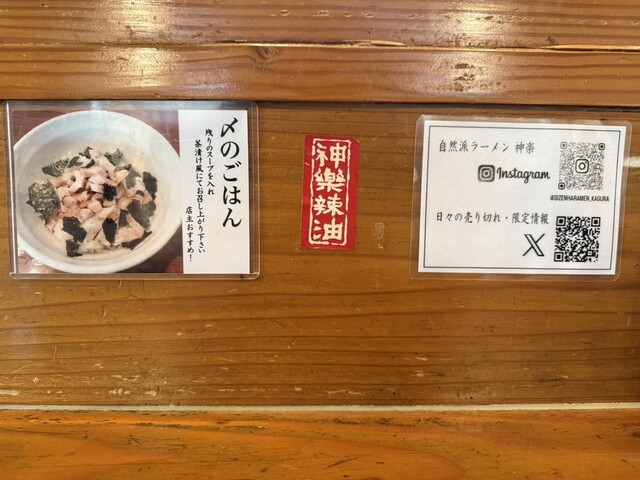 〆のごはん
残りのスープを入れ
茶漬け風にてお召し上がり下さい
店主おすすめ！
神樂辣油
自然派ラーメン 神楽
Instagram
@SIZENHARAMEN_KAGURA
日々の売り切れ・限定情報
X